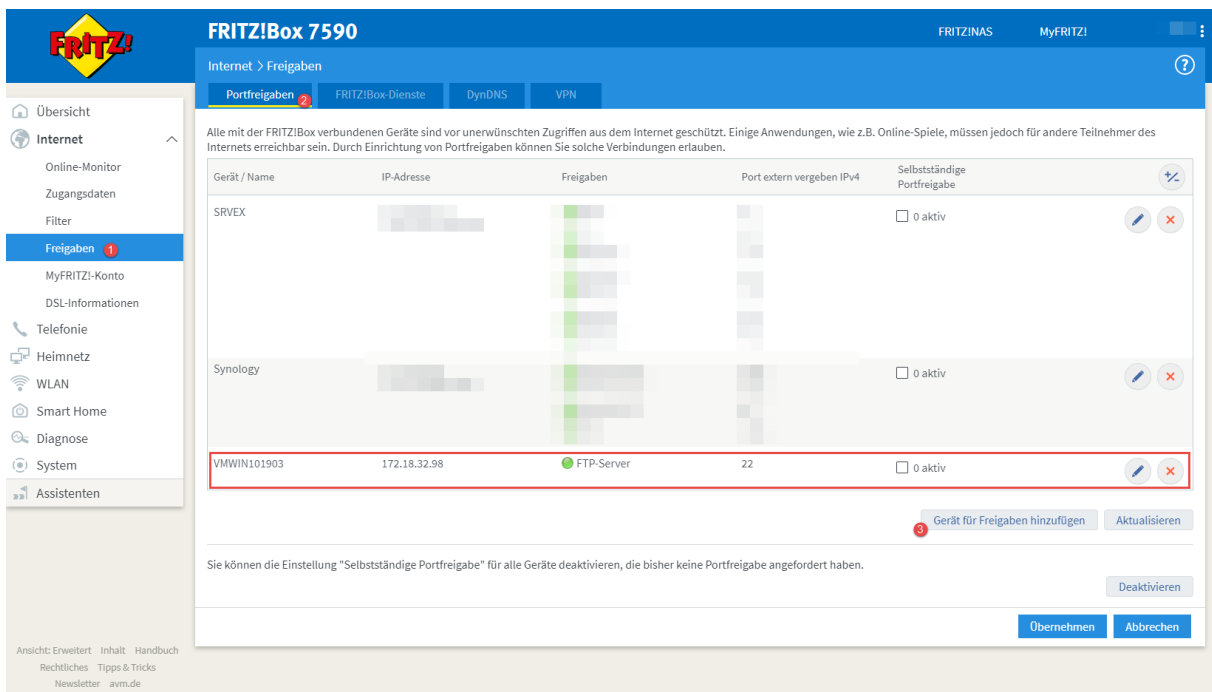 FRITZ!
FRITZ!Box 7590
FRITZ!NAS
MyFRITZ!
Internet > Freigaben
?
Portfreigaben 2
FRITZ!Box-Dienste
DynDNS
VPN
Übersicht
Internet
Online-Monitor
Zugangsdaten
Filter
Freigaben 1
MyFRITZ!-Konto
DSL-Informationen
Telefonie
Heimnetz
WLAN
Smart Home
Diagnose
System
Assistenten
Ansicht: Erweitert Inhalt Handbuch
Rechtliches Tipps & Tricks
Newsletter avm.de
Alle mit der FRITZ!Box verbundenen Geräte sind vor unerwünschten Zugriffen aus dem Internet geschützt. Einige Anwendungen, wie z.B. Online-Spiele, müssen jedoch für andere Teilnehmer des
Internets erreichbar sein. Durch Einrichtung von Portfreigaben können Sie solche Verbindungen erlauben.
Gerät / Name
IP-Adresse
Freigaben
Port extern vergeben IPv4
Selbstständige
Portfreigabe
+/-
SRVEX
0 aktiv
Synology
0 aktiv
VMWIN101903
172.18.32.98
FTP-Server
22
0 aktiv
3 Gerät für Freigaben hinzufügen
Aktualisieren
Sie können die Einstellung "Selbstständige Portfreigabe" für alle Geräte deaktivieren, die bisher keine Portfreigabe angefordert haben.
Deaktivieren
Übernehmen
Abbrechen